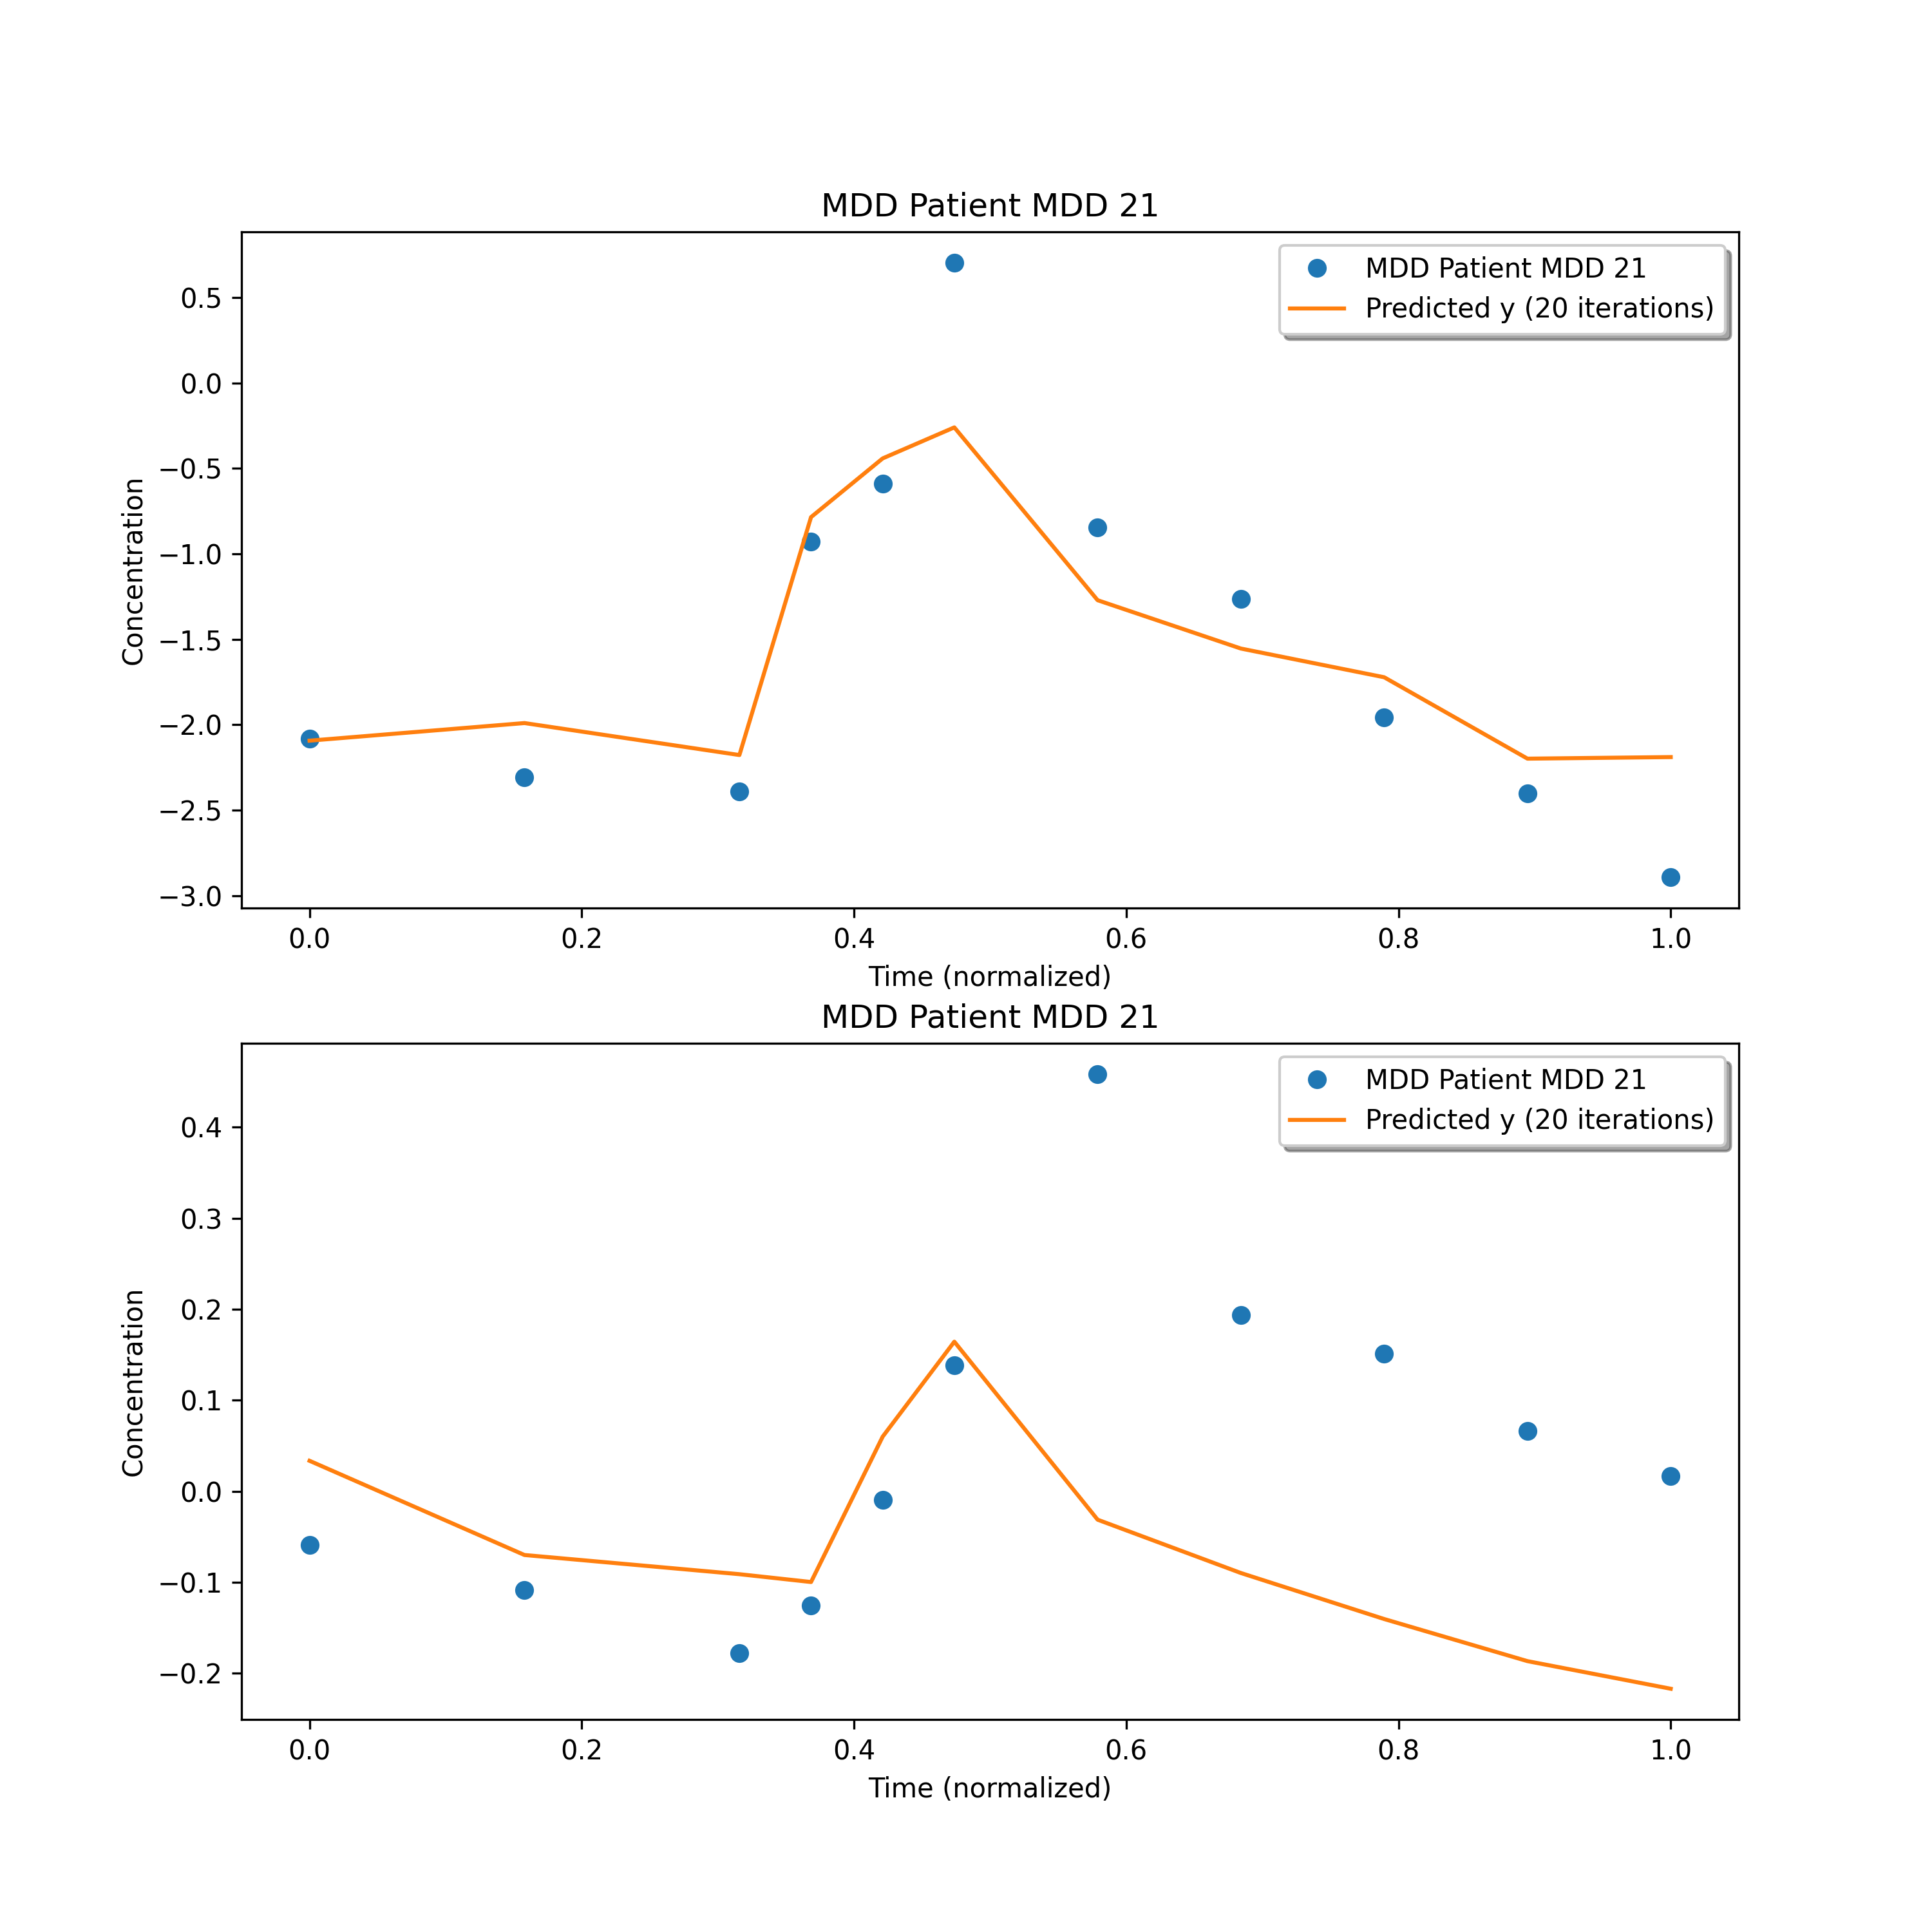 MDD Patient MDD 21
MDD Patient MDD 21
Predicted y (20 iterations)
0.5
0.0
−0.5
−1.0
−1.5
−2.0
−2.5
−3.0
Concentration
0.0 0.2 0.4 0.6 0.8 1.0
Time (normalized)
MDD Patient MDD 21
MDD Patient MDD 21
Predicted y (20 iterations)
0.4
0.3
0.2
0.1
0.0
−0.1
−0.2
Concentration
0.0 0.2 0.4 0.6 0.8 1.0
Time (normalized)